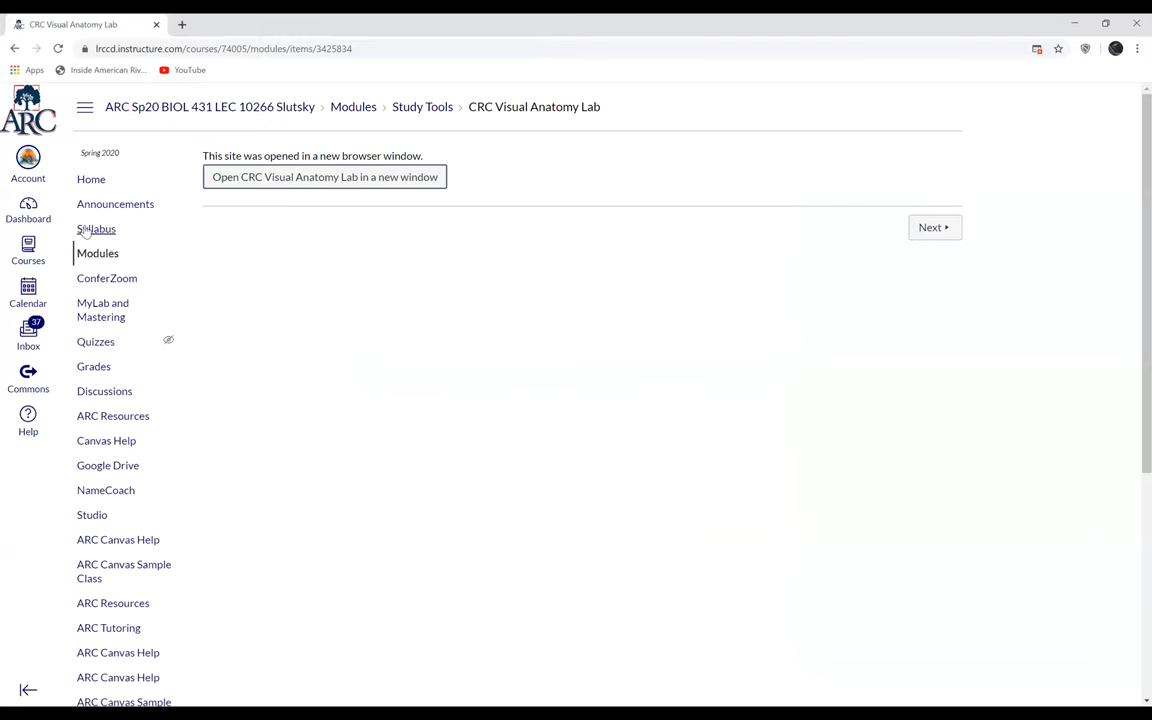 CRC Visual Anatomy Lab
lrccd.instructure.com/courses/74005/modules/items/3425834
Apps
Inside American Riv...
YouTube
ARC
ARC Sp20 BIOL 431 LEC 10266 Slutsky › Modules › Study Tools › CRC Visual Anatomy Lab
Account
Dashboard
Courses
Calendar
37
Inbox
Commons
Help
Spring 2020
Home
Announcements
Syllabus
Modules
ConferZoom
MyLab and
Mastering
Quizzes
Grades
Discussions
ARC Resources
Canvas Help
Google Drive
NameCoach
Studio
ARC Canvas Help
ARC Canvas Sample
Class
ARC Resources
ARC Tutoring
ARC Canvas Help
ARC Canvas Help
ARC Canvas Sample
This site was opened in a new browser window.
Open CRC Visual Anatomy Lab in a new window
Next